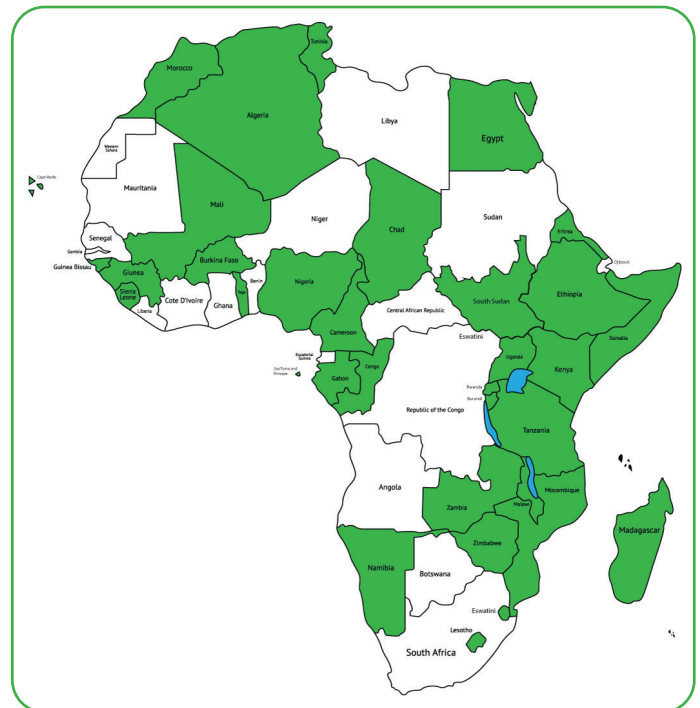 Tunisia
Morocco
Algeria
Libya
Egypt
Western
Sahara
Cape Verde
Mauritania
Mali
Niger
Chad
Sudan
Senegal
Gambia
Guinea Bissau
Giunea
Sierra
Leone
Liberia
Burkina Faso
Cote D'Ivoire
Ghana
Togo
Benin
Nigeria
Eritrea
Djibouti
Ethiopia
South Sudan
Central African Republic
Cameroon
Eswatini
Somalia
Equatorial
Guinea
Sao Tome and
Principe
Gabon
Congo
Uganda
Kenya
Rwanda
Burundi
Republic of the Congo
Tanzania
Angola
Zambia
Malawi
Mozambique
Madagascar
Zimbabwe
Namibia
Botswana
Eswatini
Lesotho
South Africa